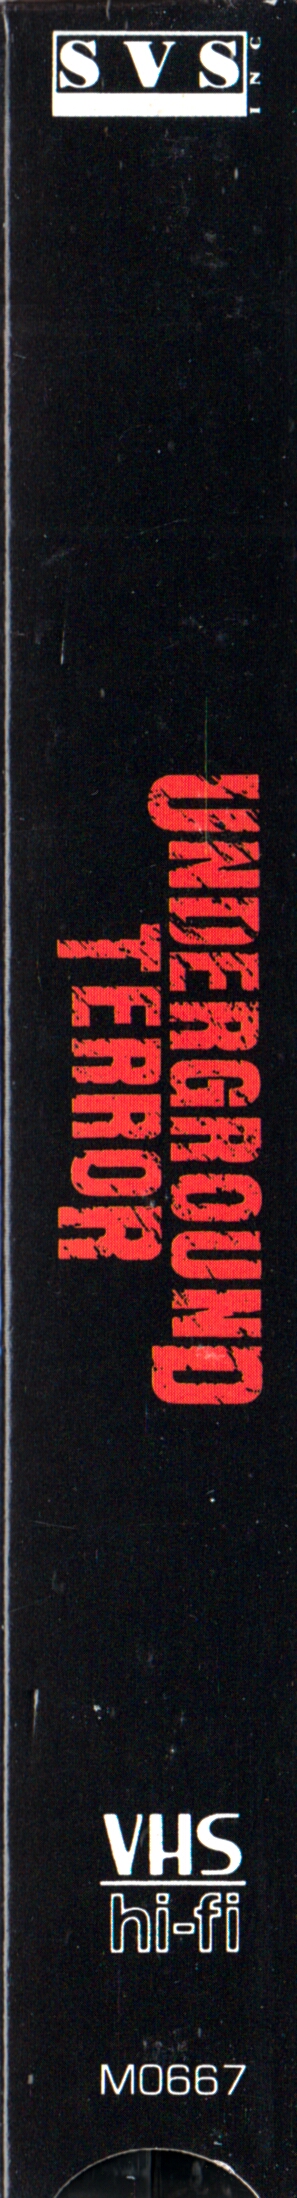 SVS
INC
UNDERGROUND
TERROR
VHS
hi-fi
M0667